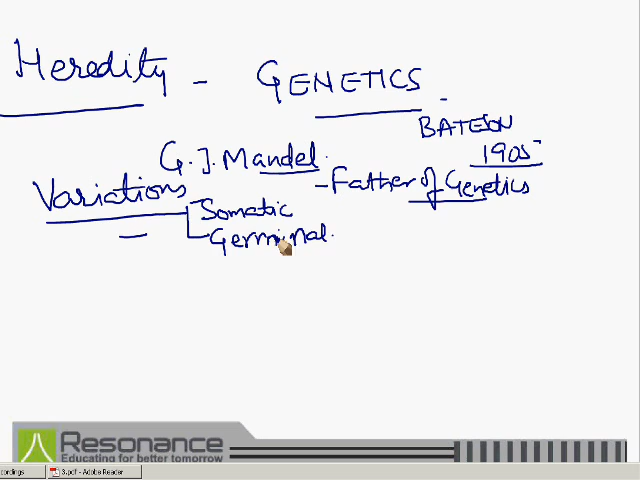 Heredity - GENETICS -
BATESON
1905
G. J. Mandel.
- Father of Genetics
Variations
Somatic
Germinal.
Resonance
Educating for better tomorrow
cordings
3.pdf - Adobe Reader